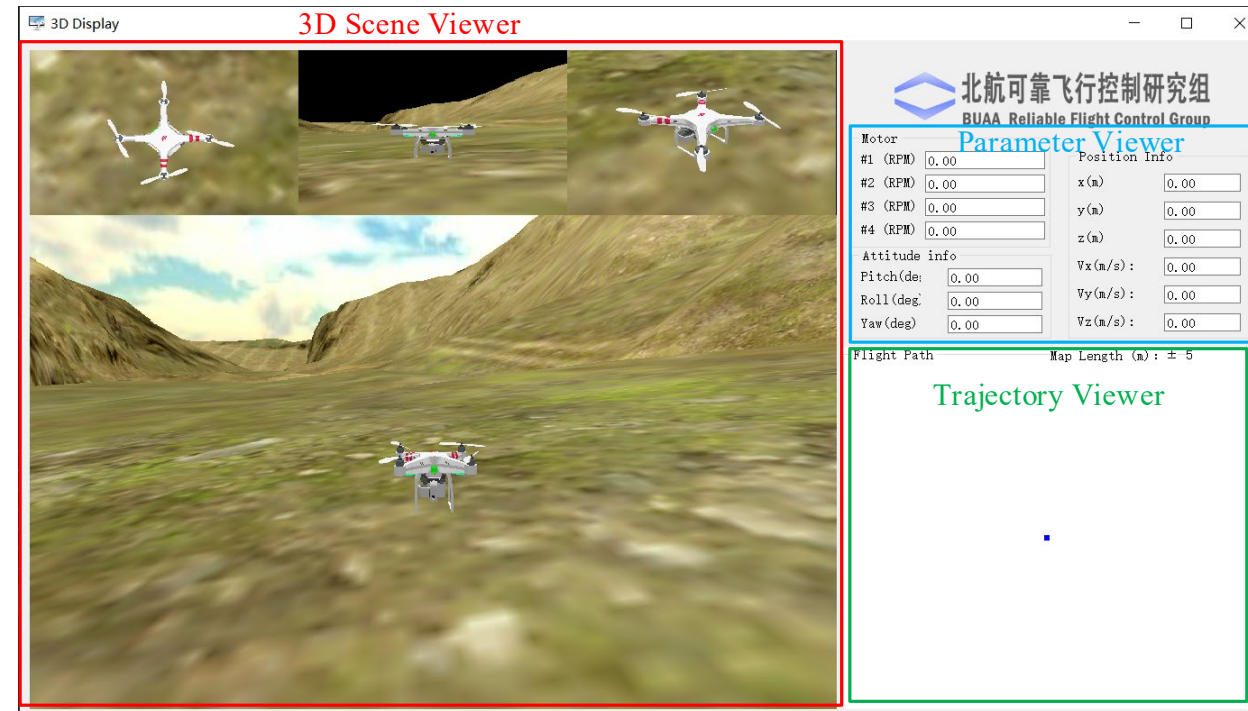 3D Display
3D Scene Viewer
北航可靠飞行控制研究组
BUAA Reliable Flight Control Group
Parameter Viewer
Motor
#1 (RPM) 0.00
#2 (RPM) 0.00
#3 (RPM) 0.00
#4 (RPM) 0.00
Attitude info
Pitch(de: 0.00
Roll(deg) 0.00
Yaw(deg) 0.00
Position Info
x(m) 0.00
y(m) 0.00
z(m) 0.00
Vx(m/s): 0.00
Vy(m/s): 0.00
Vz(m/s): 0.00
Flight Path
Map Length (m): ± 5
Trajectory Viewer